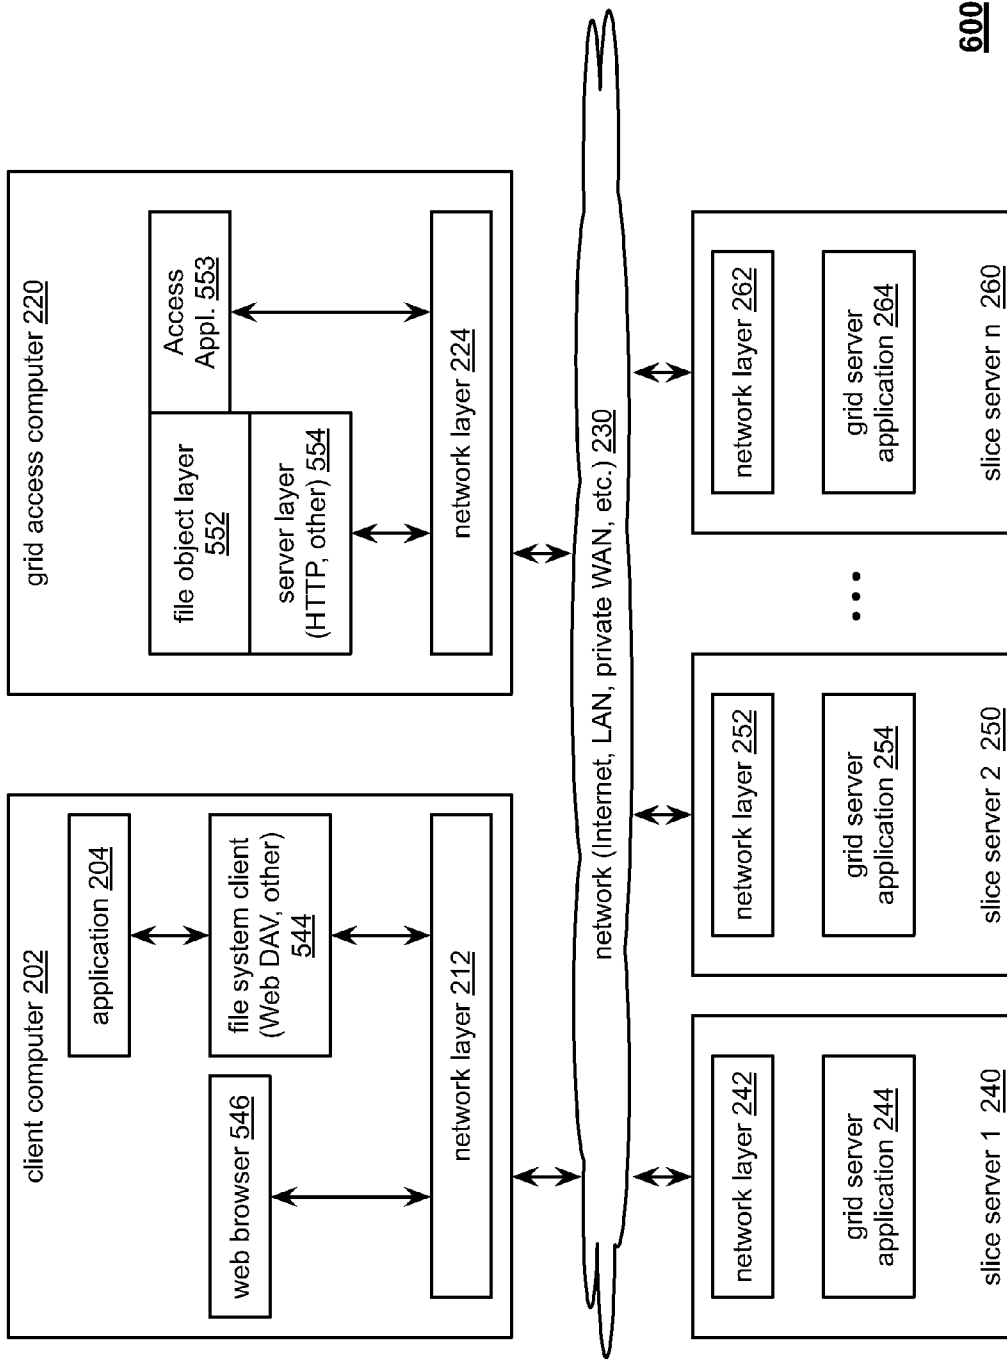 client computer 202
application 204
web browser 546
file system client
(Web DAV, other)
544
network layer 212
grid access computer 220
file object layer
552
Access
Appl. 553
server layer
(HTTP, other) 554
network layer 224
network (Internet, LAN, private WAN, etc.) 230
network layer 242
grid server
application 244
slice server 1 240
network layer 252
grid server
application 254
slice server 2 250
...
network layer 262
grid server
application 264
slice server n 260
600